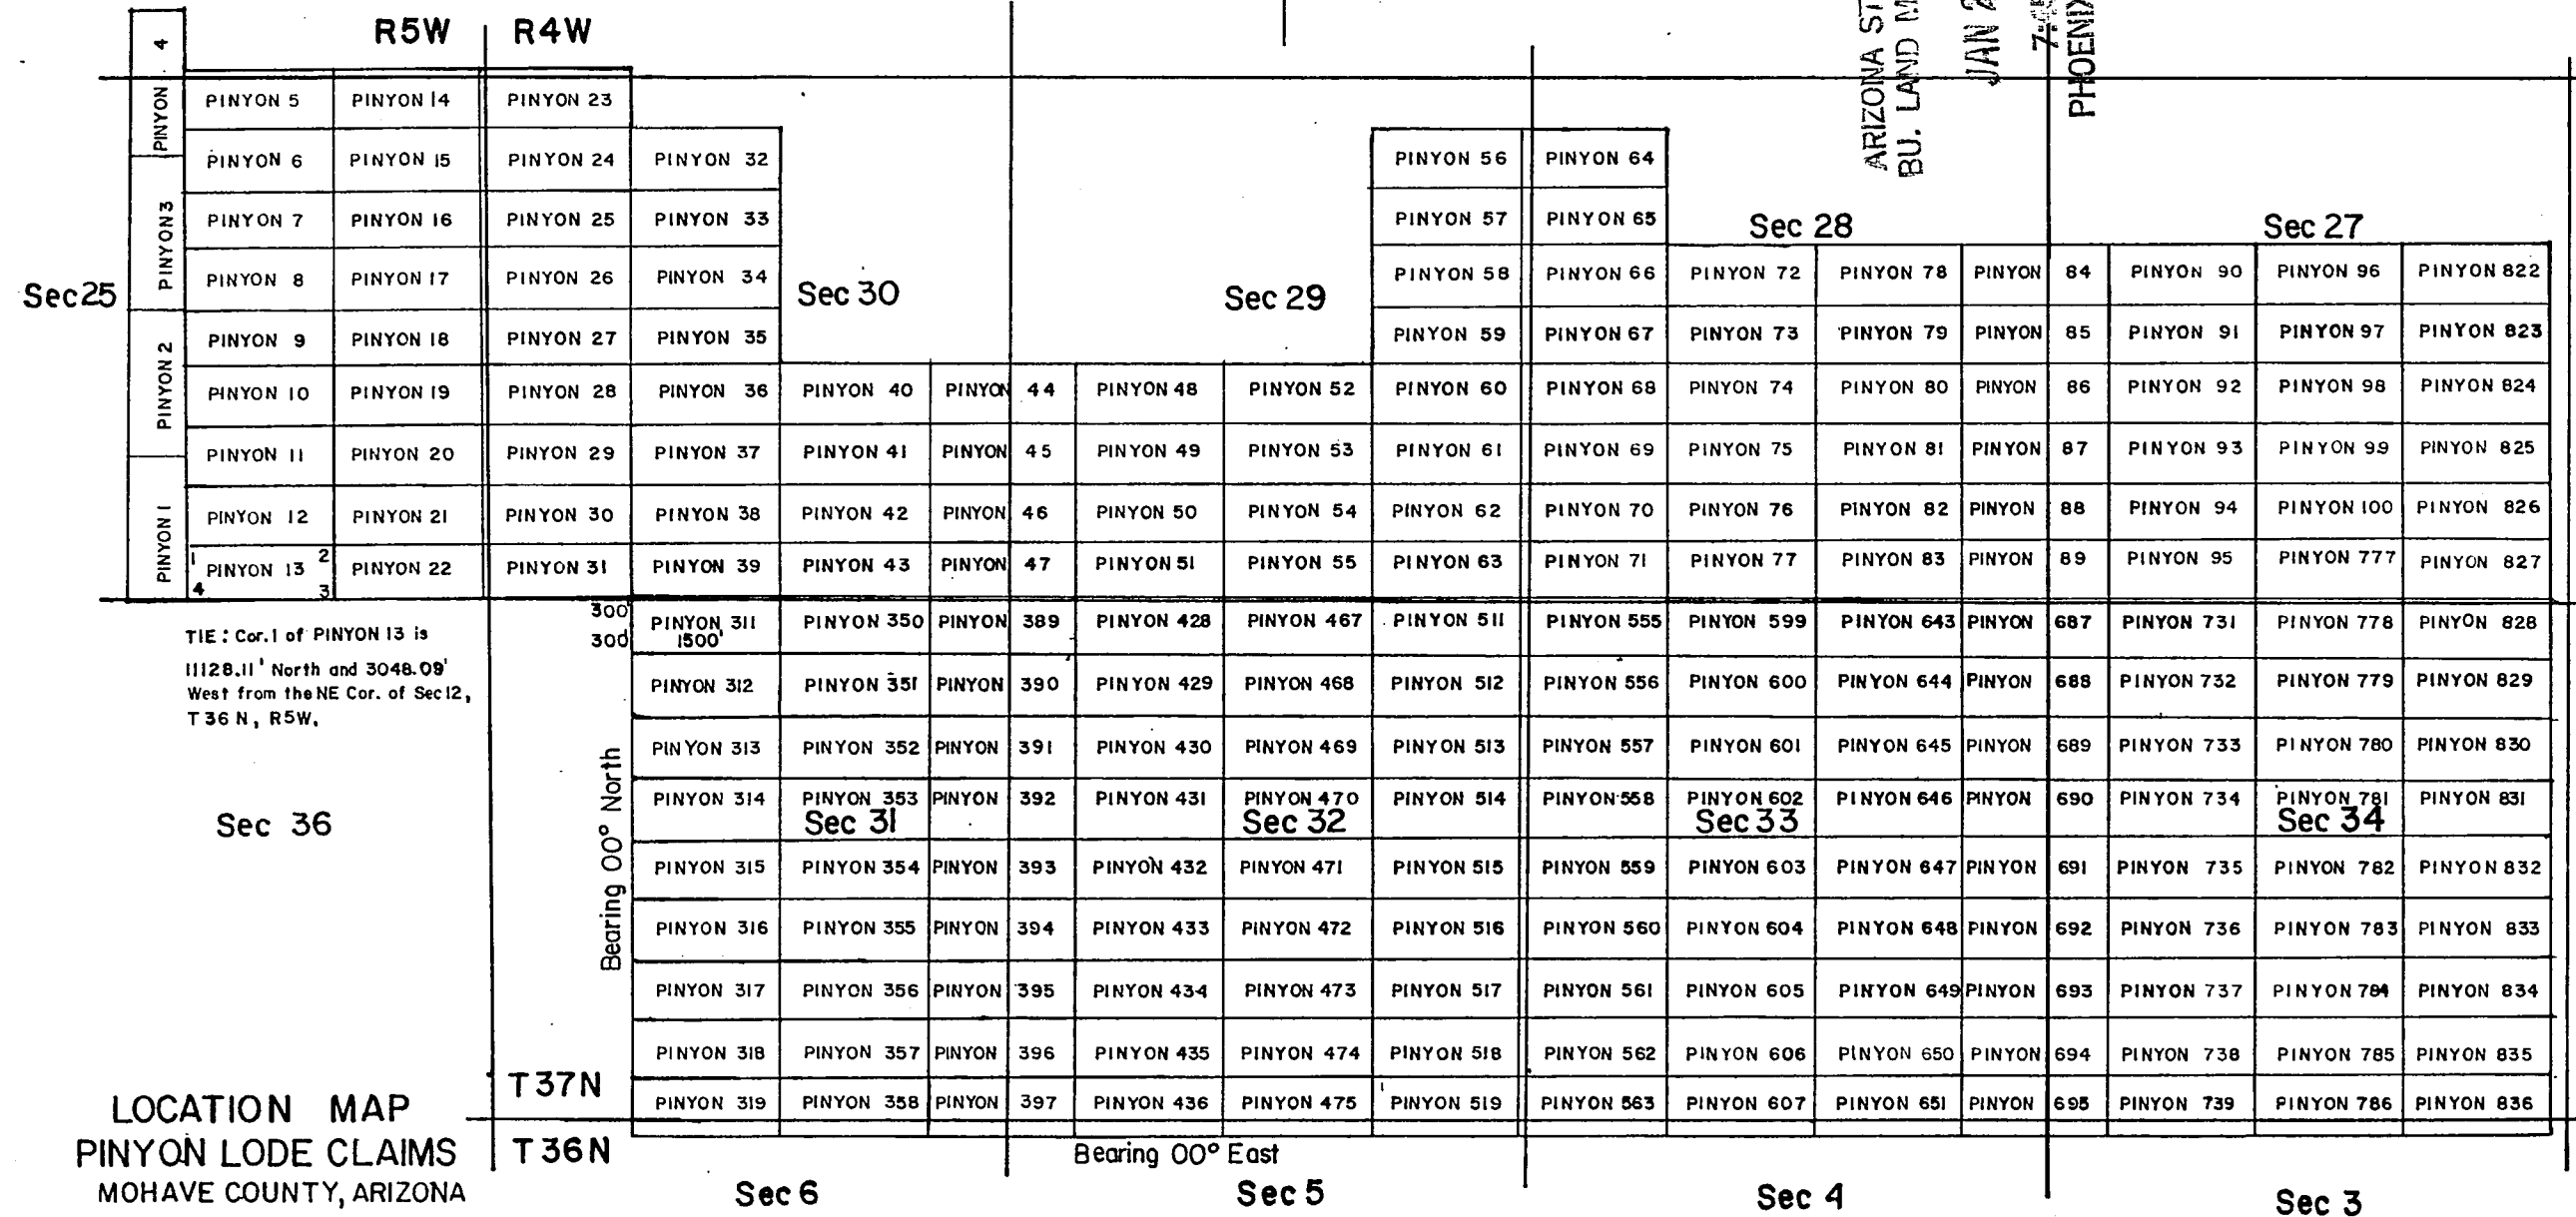 R5W R4W
ARIZONA ST
BU. LAND M
JAN 2
PHOENIX
PINYON 4
PINYON 3
PINYON 2
PINYON 1
PINYON 5 PINYON 14 PINYON 23
PINYON 6 PINYON 15 PINYON 24 PINYON 32 PINYON 56 PINYON 64
PINYON 7 PINYON 16 PINYON 25 PINYON 33 PINYON 57 PINYON 65 Sec 28 Sec 27
Sec 25 PINYON 8 PINYON 17 PINYON 26 PINYON 34 Sec 30 Sec 29 PINYON 58 PINYON 66 PINYON 72 PINYON 78 PINYON 84 PINYON 90 PINYON 96 PINYON 822
PINYON 9 PINYON 18 PINYON 27 PINYON 35 PINYON 59 PINYON 67 PINYON 73 PINYON 79 PINYON 85 PINYON 91 PINYON 97 PINYON 823
PINYON 10 PINYON 19 PINYON 28 PINYON 36 PINYON 40 PINYON 44 PINYON 48 PINYON 52 PINYON 60 PINYON 68 PINYON 74 PINYON 80 PINYON 86 PINYON 92 PINYON 98 PINYON 824
PINYON 11 PINYON 20 PINYON 29 PINYON 37 PINYON 41 PINYON 45 PINYON 49 PINYON 53 PINYON 61 PINYON 69 PINYON 75 PINYON 81 PINYON 87 PINYON 93 PINYON 99 PINYON 825
PINYON 12 PINYON 21 PINYON 30 PINYON 38 PINYON 42 PINYON 46 PINYON 50 PINYON 54 PINYON 62 PINYON 70 PINYON 76 PINYON 82 PINYON 88 PINYON 94 PINYON 100 PINYON 826
1 PINYON 13 2 PINYON 22 PINYON 31 PINYON 39 PINYON 43 PINYON 47 PINYON 51 PINYON 55 PINYON 63 PINYON 71 PINYON 77 PINYON 83 PINYON 89 PINYON 95 PINYON 777 PINYON 827
4 3
300' PINYON 311 PINYON 350 PINYON 389 PINYON 428 PINYON 467 PINYON 511 PINYON 555 PINYON 599 PINYON 643 PINYON 687 PINYON 731 PINYON 778 PINYON 828
300' 1500'
TIE: Cor. 1 of PINYON 13 is
11128.11' North and 3048.09'
West from the NE Cor. of Sec 12,
T 36 N, R5W.
PINYON 312 PINYON 351 PINYON 390 PINYON 429 PINYON 468 PINYON 512 PINYON 556 PINYON 600 PINYON 644 PINYON 688 PINYON 732 PINYON 779 PINYON 829
PINYON 313 PINYON 352 PINYON 391 PINYON 430 PINYON 469 PINYON 513 PINYON 557 PINYON 601 PINYON 645 PINYON 689 PINYON 733 PINYON 780 PINYON 830
PINYON 314 PINYON 353 PINYON 392 PINYON 431 PINYON 470 PINYON 514 PINYON 558 PINYON 602 PINYON 646 PINYON 690 PINYON 734 PINYON 781 PINYON 831
Sec 36 Sec 31 Sec 32 Sec 33 Sec 34
Bearing 00° North
PINYON 315 PINYON 354 PINYON 393 PINYON 432 PINYON 471 PINYON 515 PINYON 559 PINYON 603 PINYON 647 PINYON 691 PINYON 735 PINYON 782 PINYON 832
PINYON 316 PINYON 355 PINYON 394 PINYON 433 PINYON 472 PINYON 516 PINYON 560 PINYON 604 PINYON 648 PINYON 692 PINYON 736 PINYON 783 PINYON 833
PINYON 317 PINYON 356 PINYON 395 PINYON 434 PINYON 473 PINYON 517 PINYON 561 PINYON 605 PINYON 649 PINYON 693 PINYON 737 PINYON 784 PINYON 834
PINYON 318 PINYON 357 PINYON 396 PINYON 435 PINYON 474 PINYON 518 PINYON 562 PINYON 606 PINYON 650 PINYON 694 PINYON 738 PINYON 785 PINYON 835
T37N
PINYON 319 PINYON 358 PINYON 397 PINYON 436 PINYON 475 PINYON 519 PINYON 563 PINYON 607 PINYON 651 PINYON 695 PINYON 739 PINYON 786 PINYON 836
T36N Bearing 00° East
Sec 6 Sec 5 Sec 4 Sec 3
LOCATION MAP
PINYON LODE CLAIMS
MOHAVE COUNTY, ARIZONA